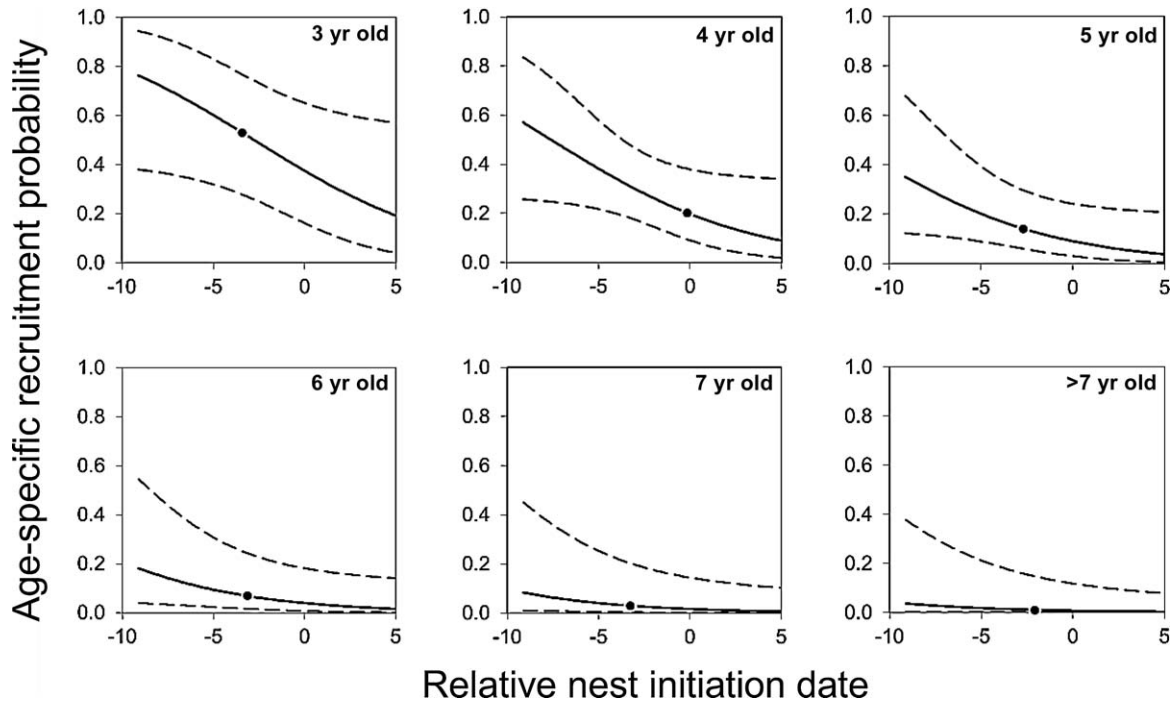 Age-specific recruitment probability
3 yr old
1.0
0.8
0.6
0.4
0.2
0.0
-10 -5 0 5
4 yr old
1.0
0.8
0.6
0.4
0.2
0.0
-10 -5 0 5
5 yr old
1.0
0.8
0.6
0.4
0.2
0.0
-10 -5 0 5
6 yr old
1.0
0.8
0.6
0.4
0.2
0.0
-10 -5 0 5
7 yr old
1.0
0.8
0.6
0.4
0.2
0.0
-10 -5 0 5
>7 yr old
1.0
0.8
0.6
0.4
0.2
0.0
-10 -5 0 5
Relative nest initiation date